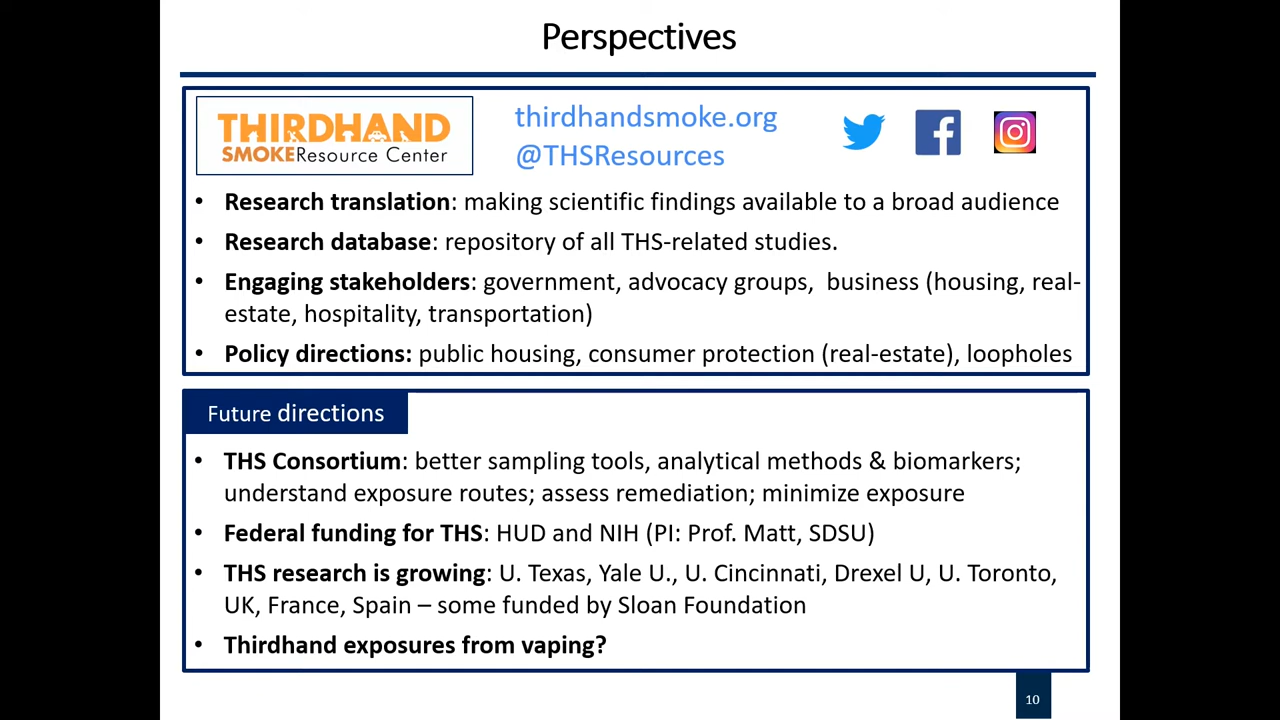 Perspectives
THIRDHAND
SMOKEResource Center
thirdhandsmoke.org
@THSResources
• Research translation: making scientific findings available to a broad audience
• Research database: repository of all THS-related studies.
• Engaging stakeholders: government, advocacy groups,  business (housing, real-
estate, hospitality, transportation)
• Policy directions: public housing, consumer protection (real-estate), loopholes
Future directions
• THS Consortium: better sampling tools, analytical methods & biomarkers;
understand exposure routes; assess remediation; minimize exposure
• Federal funding for THS: HUD and NIH (PI: Prof. Matt, SDSU)
• THS research is growing: U. Texas, Yale U., U. Cincinnati, Drexel U, U. Toronto,
UK, France, Spain – some funded by Sloan Foundation
• Thirdhand exposures from vaping?
10